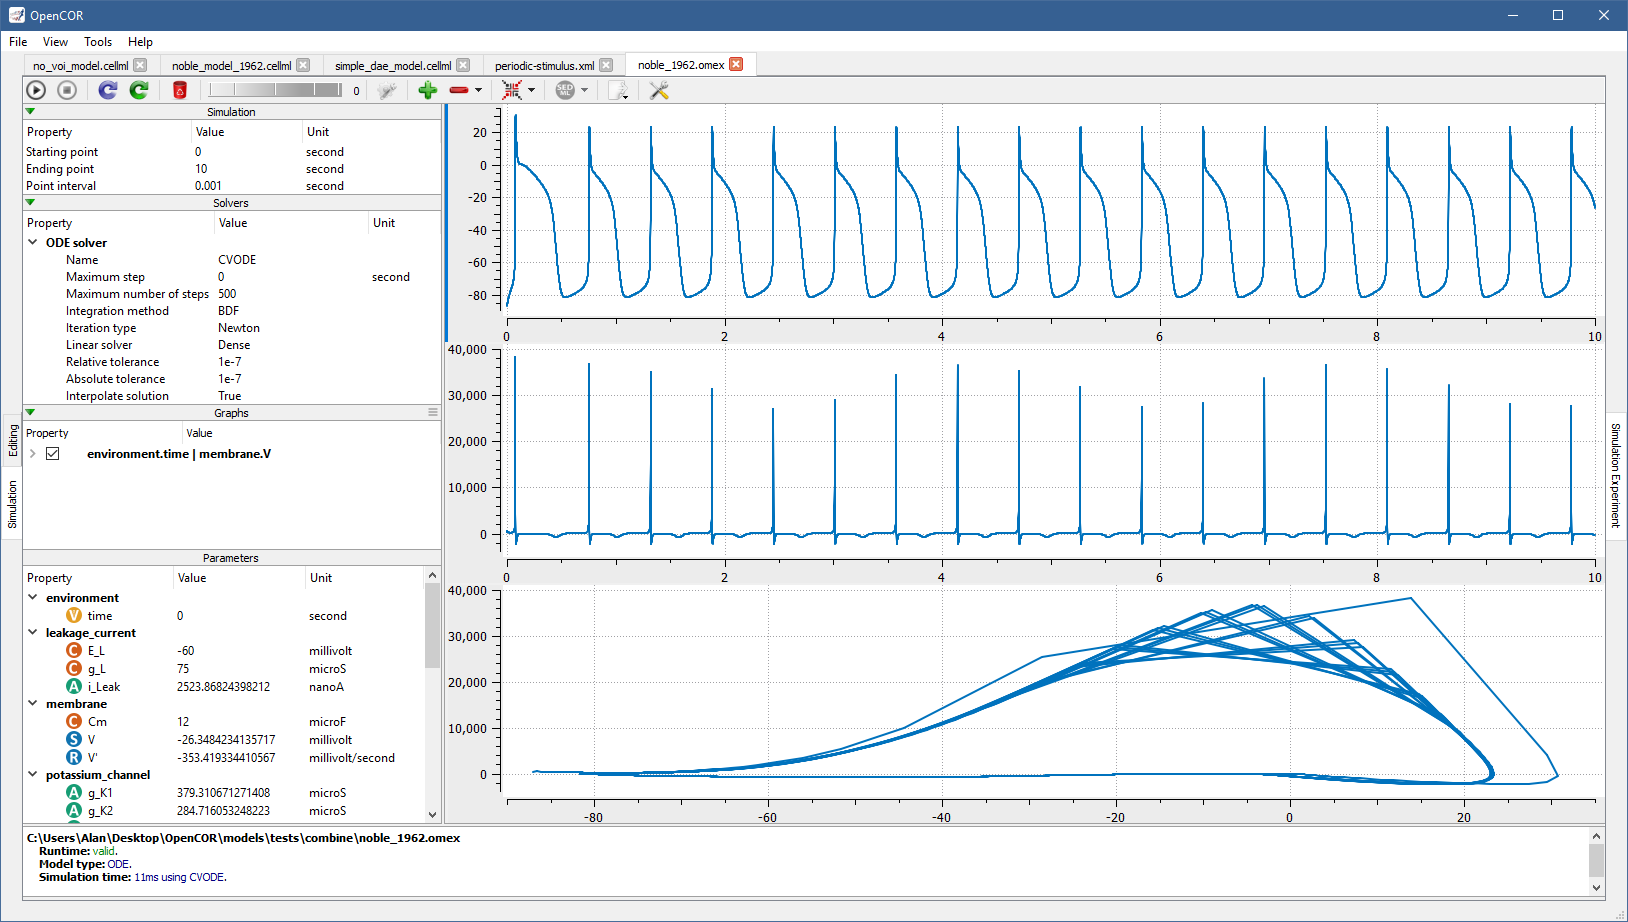 OpenCOR
File View Tools Help
no_voi_model.cellml noble_model_1962.cellml simple_dae_model.cellml periodic-stimulus.xml noble_1962.omex
0 SED ML
Simulation
Property Value Unit
Starting point 0 second
Ending point 10 second
Point interval 0.001 second
Solvers
Property Value Unit
ODE solver
Name CVODE
Maximum step 0 second
Maximum number of steps 500
Integration method BDF
Iteration type Newton
Linear solver Dense
Relative tolerance 1e-7
Absolute tolerance 1e-7
Interpolate solution True
Graphs
Property Value
environment.time | membrane.V
Parameters
Property Value Unit
environment
V time 0 second
leakage_current
C E_L -60 millivolt
C g_L 75 microS
A i_Leak 2523.86824398212 nanoA
membrane
C Cm 12 microF
S V -26.3484234135717 millivolt
R V' -353.419334410567 millivolt/second
potassium_channel
A g_K1 379.310671271408 microS
A g_K2 284.716053248223 microS
Editing
Simulation
20
0
-20
-40
-60
-80
0 2 4 6 8 10
40,000
30,000
20,000
10,000
0
0 2 4 6 8 10
40,000
30,000
20,000
10,000
0
-80 -60 -40 -20 0 20
Simulation Experiment
C:\Users\Alan\Desktop\OpenCOR\models\tests\combine\noble_1962.omex
Runtime: valid.
Model type: ODE.
Simulation time: 11ms using CVODE.